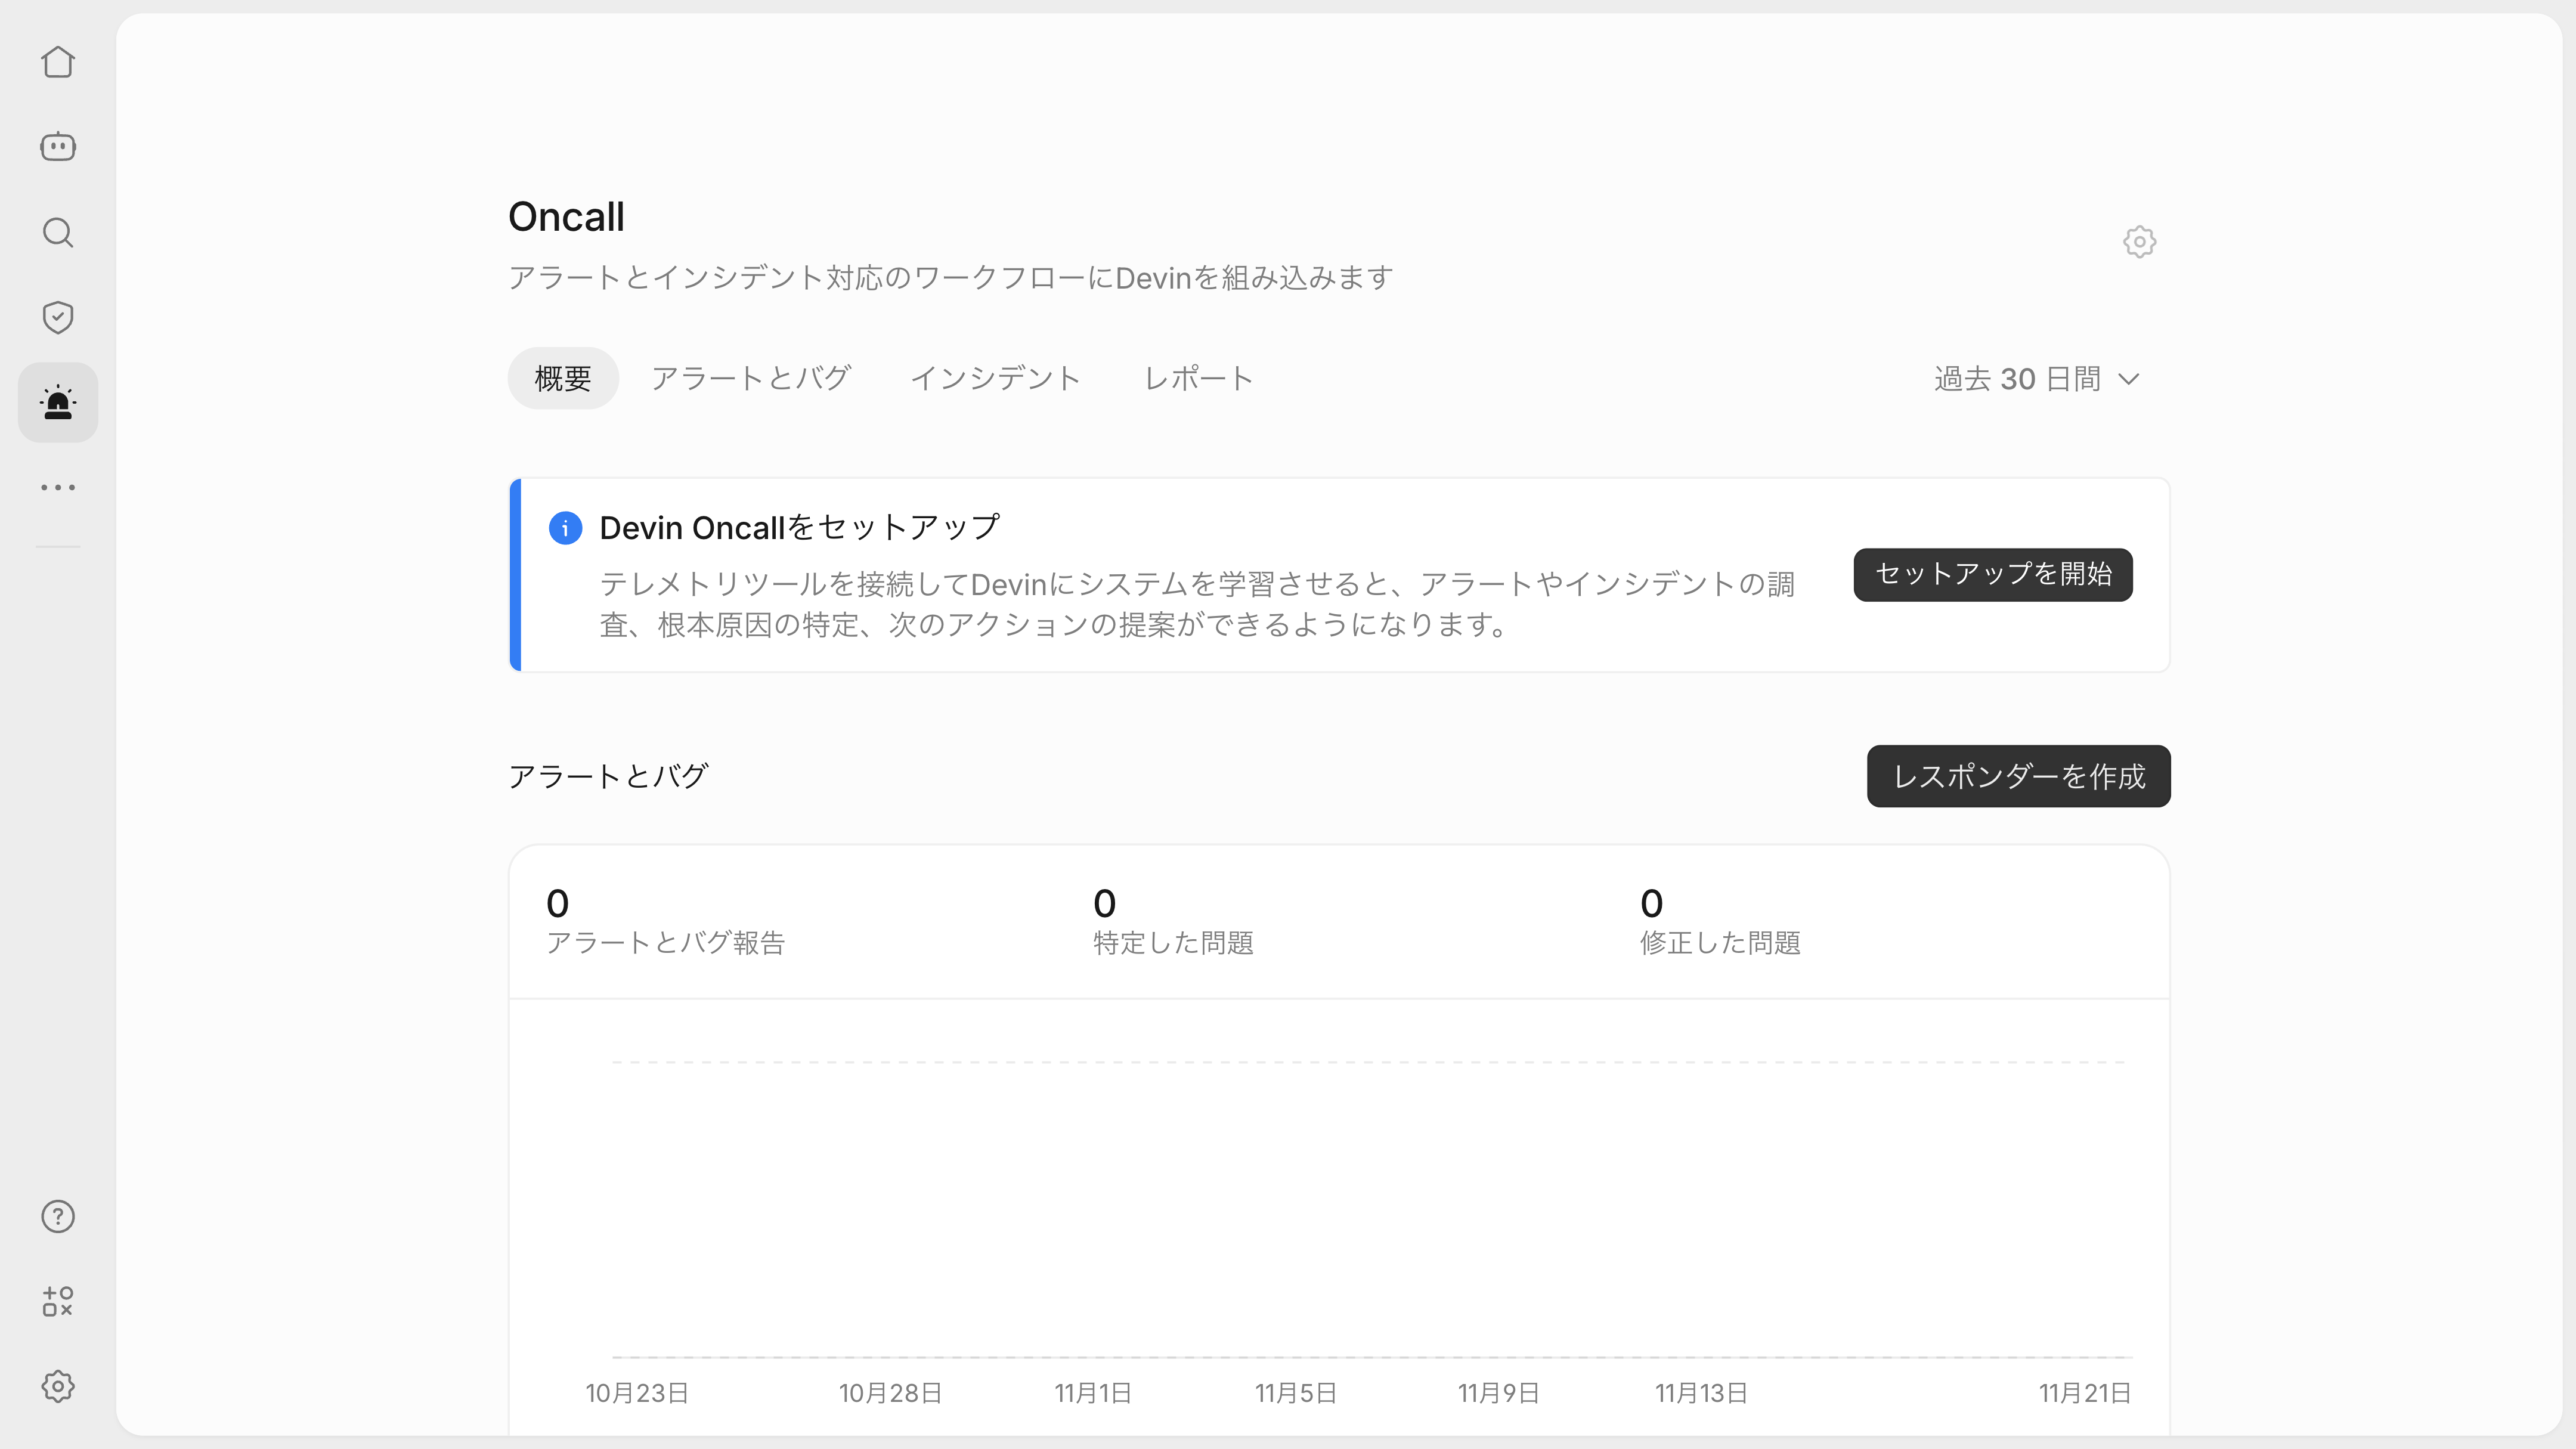 Oncall
アラートとインシデント対応のワークフローにDevinを組み込みます
概要
アラートとバグ
インシデント
レポート
過去 30 日間
Devin Oncallをセットアップ
テレメトリツールを接続してDevinにシステムを学習させると、アラートやインシデントの調
査、根本原因の特定、次のアクションの提案ができるようになります。
セットアップを開始
アラートとバグ
レスポンダーを作成
0
アラートとバグ報告
0
特定した問題
0
修正した問題
10月23日
10月28日
11月1日
11月5日
11月9日
11月13日
11月21日